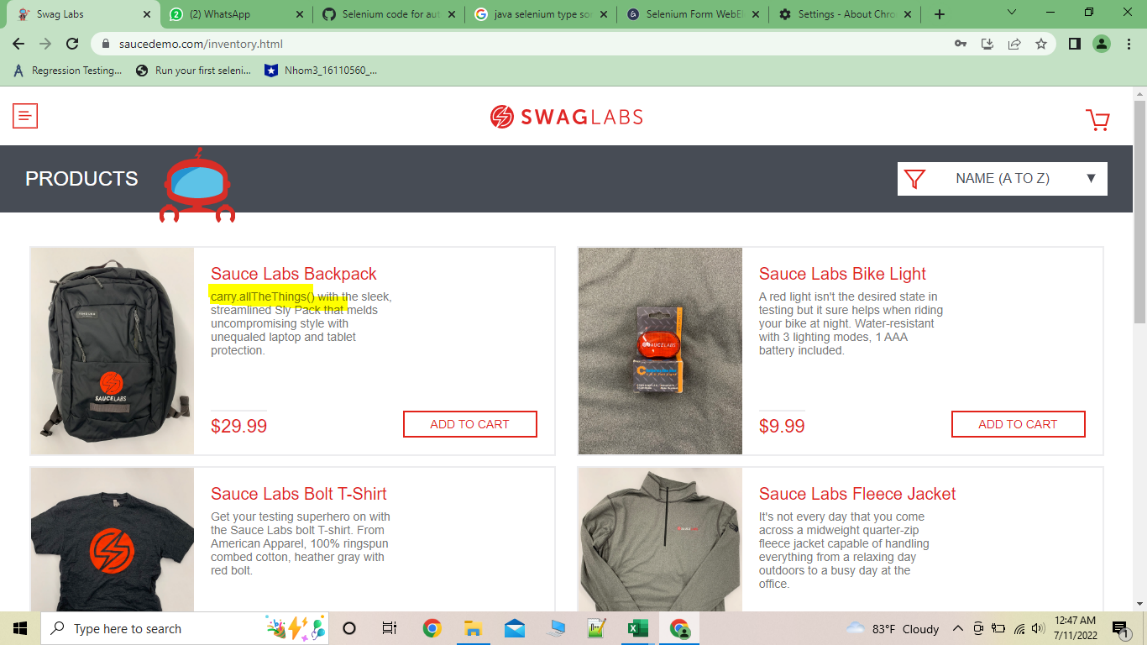 Swag Labs
(2) WhatsApp
Selenium code for aut
java selenium type so
Selenium Form WebEl
Settings - About Chro
saucedemo.com/inventory.html
Regression Testing...
Run your first seleni...
Nhom3_16110560_...
SWAGLABS
PRODUCTS
NAME (A TO Z)
Sauce Labs Backpack
carry.allTheThings() with the sleek,
streamlined Sly Pack that melds
uncompromising style with
unequaled laptop and tablet
protection.
$29.99
ADD TO CART
SAUCELABS
Sauce Labs Bike Light
A red light isn't the desired state in
testing but it sure helps when riding
your bike at night. Water-resistant
with 3 lighting modes, 1 AAA
battery included.
$9.99
ADD TO CART
SAUCELABS
Sauce Labs Bolt T-Shirt
Get your testing superhero on with
the Sauce Labs bolt T-shirt. From
American Apparel, 100% ringspun
combed cotton, heather gray with
red bolt.
Sauce Labs Fleece Jacket
It's not every day that you come
across a midweight quarter-zip
fleece jacket capable of handling
everything from a relaxing day
outdoors to a busy day at the
office.
Type here to search
83°F Cloudy
12:47 AM
7/11/2022
1